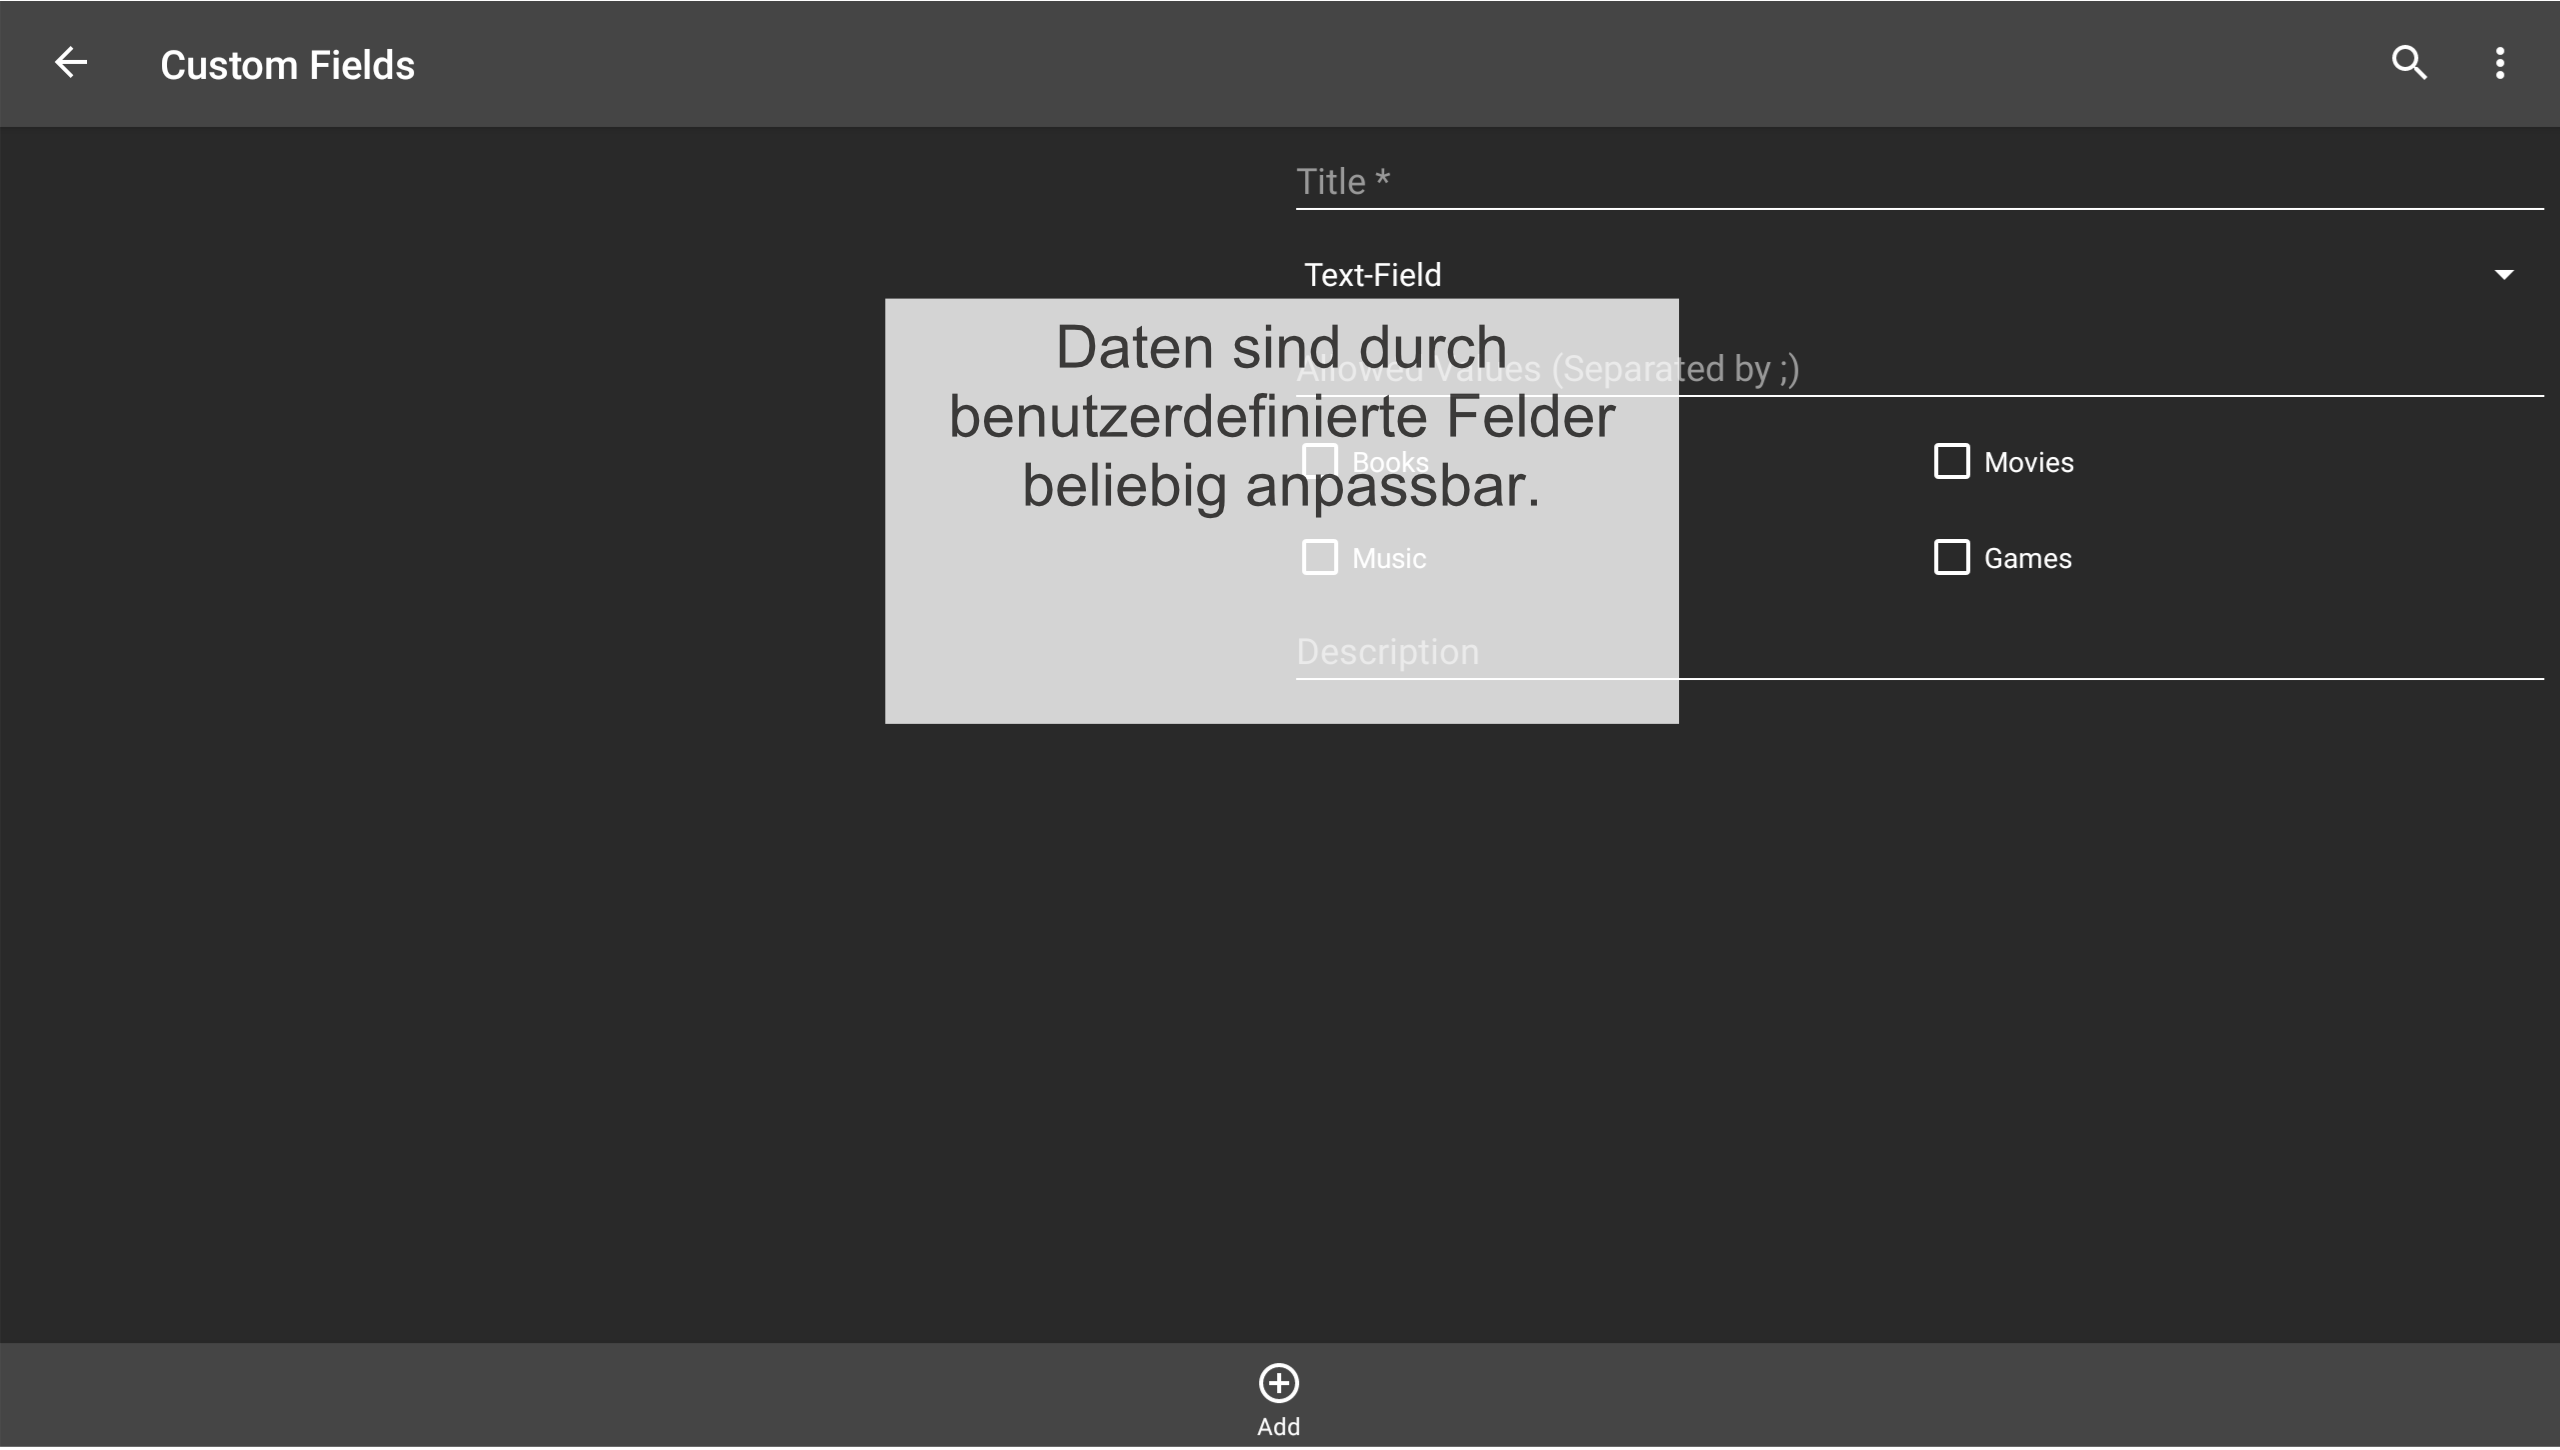 Custom Fields
Title *
Text-Field
Daten sind durch
benutzerdefinierte Felder
beliebig anpassbar.
Allowed Values (Separated by ;)
Books
Movies
Music
Games
Description
Add